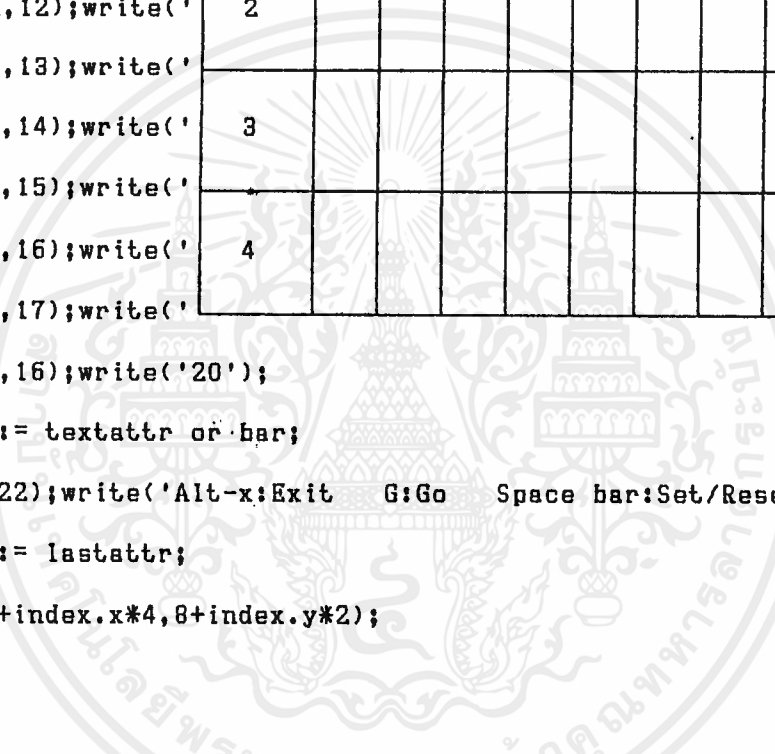 ,12);write(' 2
,13);write('
,14);write(' 3
,15);write('
,16);write(' 4
,17);write('
,16);write('20');
:= textattr or bar;
22);write('Alt-x:Exit G:Go Space bar:Set/Rese
:= lastattr;
+index.x*4,8+index.y*2);